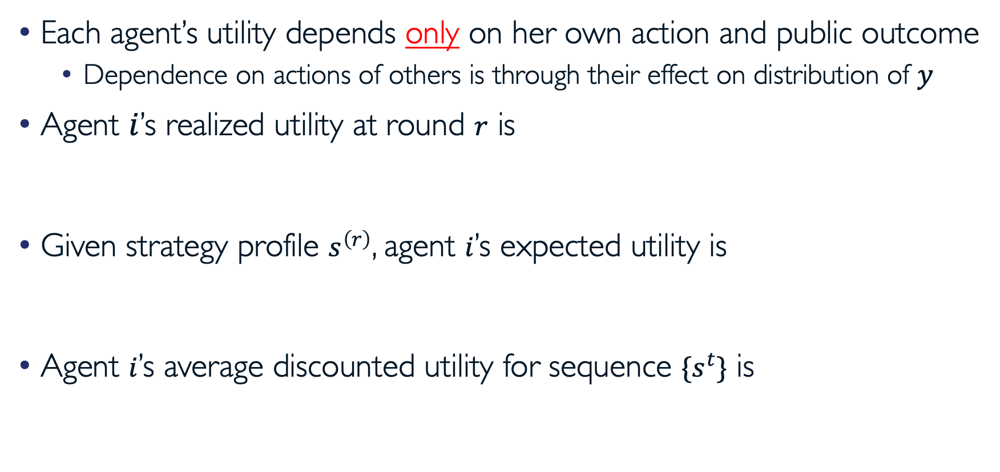 • Each agent’s utility depends only on her own action and public outcome
• Dependence on actions of others is through their effect on distribution of y
• Agent i’s realized utility at round r is
• Given strategy profile s^(r), agent i’s expected utility is
• Agent i’s average discounted utility for sequence {s^t} is